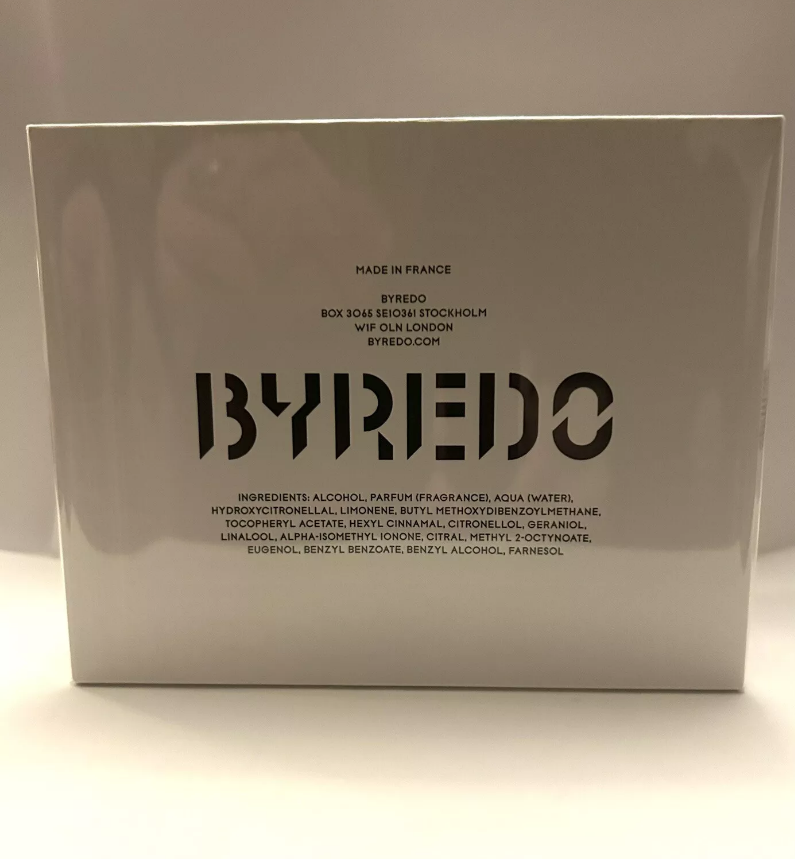 MADE IN FRANCE
BYREDO
BOX 3065 SE10361 STOCKHOLM
W1F OLN LONDON
BYREDO.COM
BYREDO
INGREDIENTS: ALCOHOL, PARFUM (FRAGRANCE), AQUA (WATER),
HYDROXYCITRONELLAL, LIMONENE, BUTYL METHOXYDIBENZOYLMETHANE,
TOCOPHERYL ACETATE, HEXYL CINNAMAL, CITRONELLOL, GERANIOL,
LINALOOL, ALPHA-ISOMETHYL IONONE, CITRAL, METHYL 2-OCTYNOATE,
EUGENOL, BENZYL BENZOATE, BENZYL ALCOHOL, FARNESOL